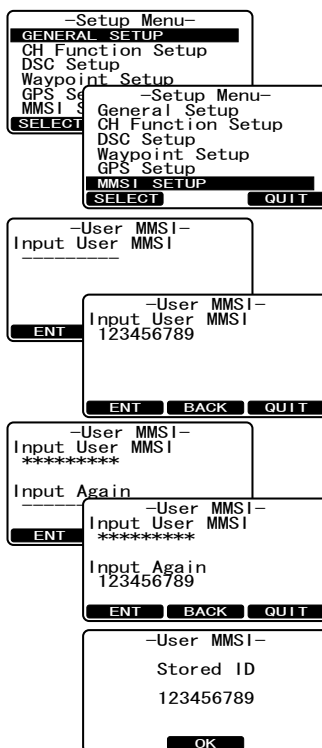 -Setup Menu-
GENERAL SETUP
CH Function Setup
DSC Setup
Waypoint Setup
GPS Se
MMSI S
SELECT
-Setup Menu-
General Setup
CH Function Setup
DSC Setup
Waypoint Setup
GPS Setup
MMSI SETUP
SELECT QUIT
-User MMSI-
Input User MMSI
_________
ENT
-User MMSI-
Input User MMSI
123456789
ENT BACK QUIT
-User MMSI-
Input User MMSI
*********
Input Again
ENT
-User MMSI-
Input User MMSI
*********
Input Again
123456789
ENT BACK QUIT
-User MMSI-
Stored ID
123456789
OK